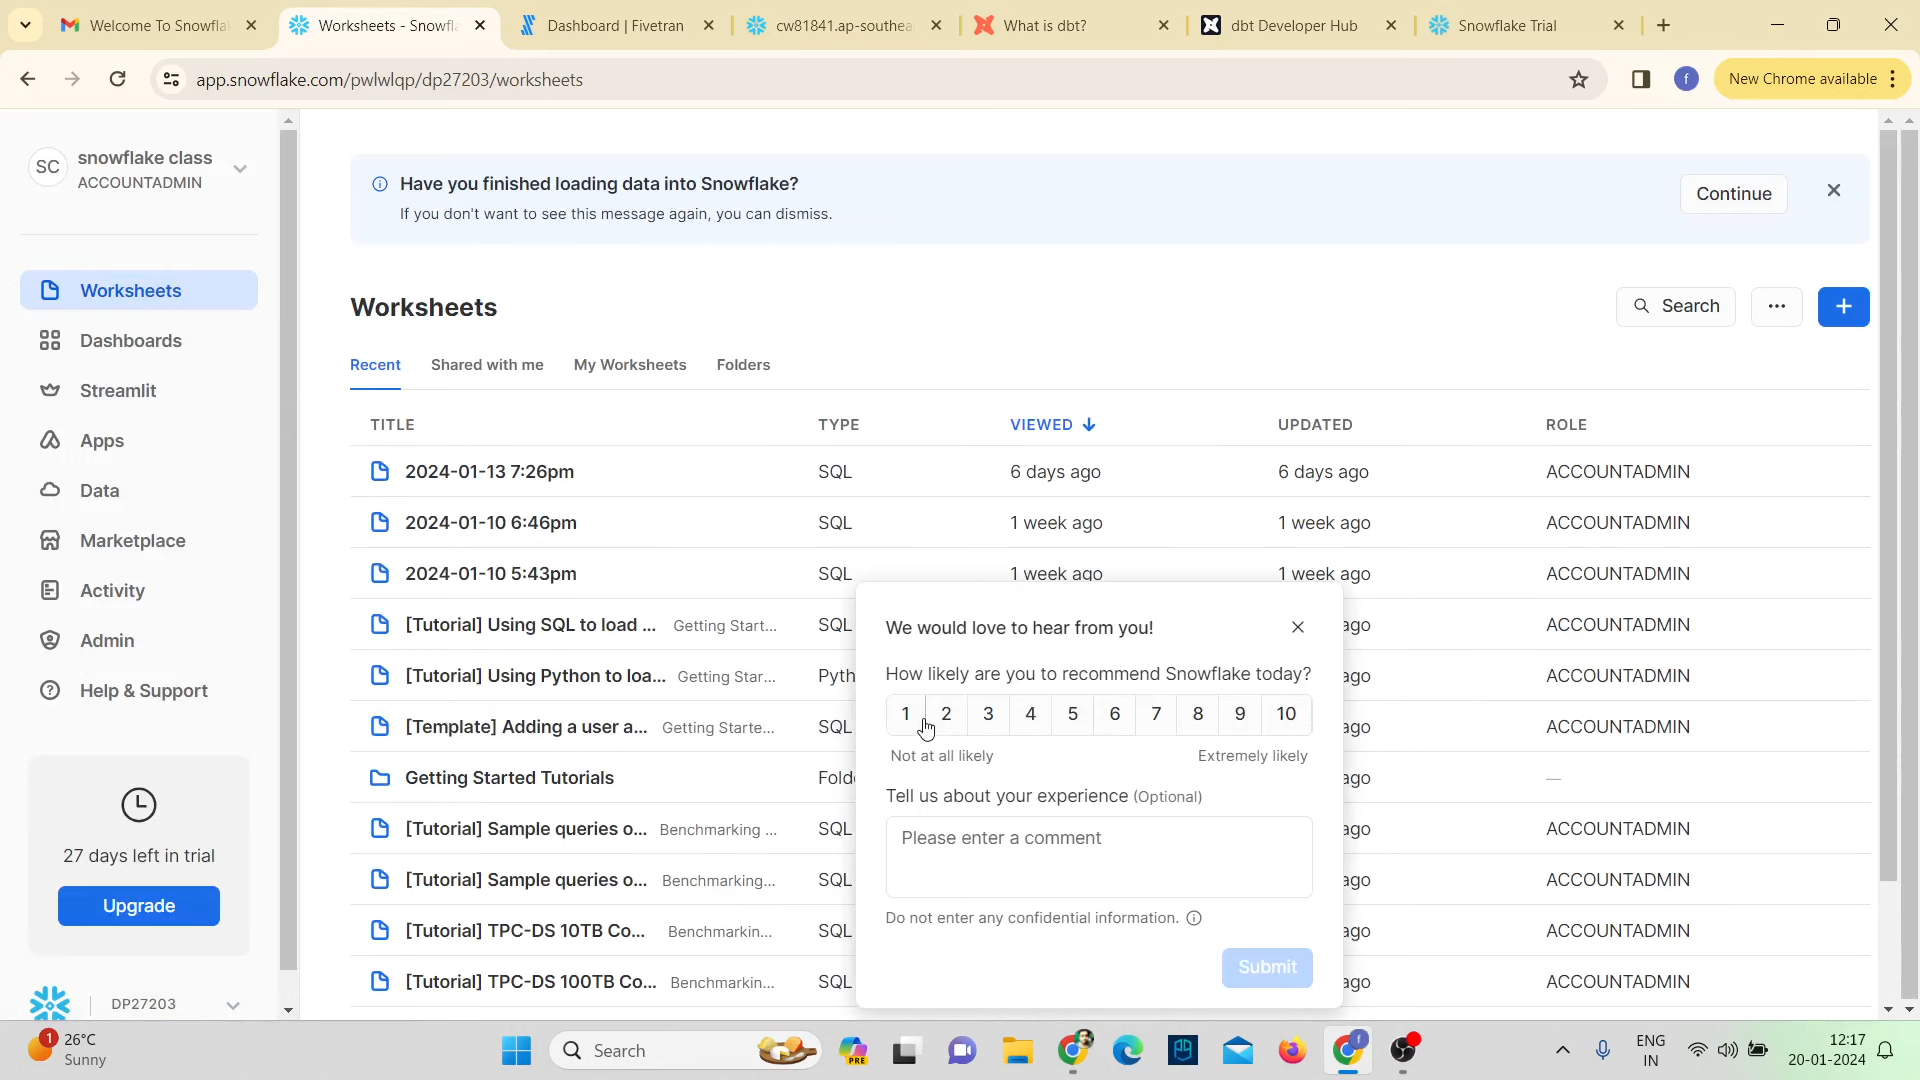 Welcome To Snowfla
Worksheets - Snowfl
Dashboard | Fivetran
cw81841.ap-southea
What is dbt?
dbt Developer Hub
Snowflake Trial
app.snowflake.com/pwlwlqp/dp27203/worksheets
f
New Chrome available
SC
snowflake class
ACCOUNTADMIN
Worksheets
Dashboards
Streamlit
Apps
Data
Marketplace
Activity
Admin
Help & Support
27 days left in trial
Upgrade
DP27203
Have you finished loading data into Snowflake?
If you don't want to see this message again, you can dismiss.
Continue
Worksheets
Search
Recent Shared with me My Worksheets Folders
TITLE TYPE VIEWED UPDATED ROLE
2024-01-13 7:26pm SQL 6 days ago 6 days ago ACCOUNTADMIN
2024-01-10 6:46pm SQL 1 week ago 1 week ago ACCOUNTADMIN
2024-01-10 5:43pm SQL 1 week ago 1 week ago ACCOUNTADMIN
[Tutorial] Using SQL to load ... Getting Start... SQL ago ACCOUNTADMIN
[Tutorial] Using Python to loa... Getting Star... Pyth ago ACCOUNTADMIN
[Template] Adding a user a... Getting Starte... SQL ago ACCOUNTADMIN
Getting Started Tutorials Folde ago —
[Tutorial] Sample queries o... Benchmarking ... SQL ago ACCOUNTADMIN
[Tutorial] Sample queries o... Benchmarking... SQL ago ACCOUNTADMIN
[Tutorial] TPC-DS 10TB Co... Benchmarkin... SQL ago ACCOUNTADMIN
[Tutorial] TPC-DS 100TB Co... Benchmarkin... SQL ago ACCOUNTADMIN
We would love to hear from you!
How likely are you to recommend Snowflake today?
1 2 3 4 5 6 7 8 9 10
Not at all likely Extremely likely
Tell us about your experience (Optional)
Please enter a comment
Do not enter any confidential information.
Submit
1
26°C
Sunny
Search
PRE
f
ENG
IN
12:17
20-01-2024